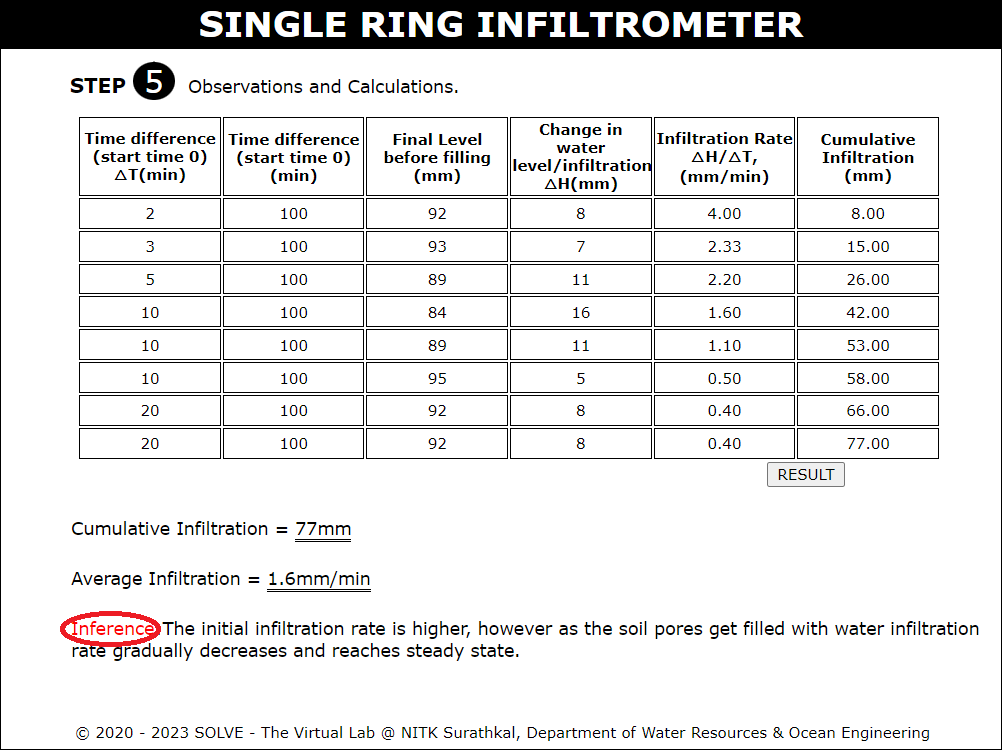 SINGLE RING INFILTROMETER
STEP 5 Observations and Calculations.
Time difference (start time 0) △T(min) Time difference (start time 0) (min) Final Level before filling (mm) Change in water level/infiltration △H(mm) Infiltration Rate △H/△T, (mm/min) Cumulative Infiltration (mm)
2 100 92 8 4.00 8.00
3 100 93 7 2.33 15.00
5 100 89 11 2.20 26.00
10 100 84 16 1.60 42.00
10 100 89 11 1.10 53.00
10 100 95 5 0.50 58.00
20 100 92 8 0.40 66.00
20 100 92 8 0.40 77.00
RESULT
Cumulative Infiltration = 77mm
Average Infiltration = 1.6mm/min
Inference The initial infiltration rate is higher, however as the soil pores get filled with water infiltration
rate gradually decreases and reaches steady state.
© 2020 - 2023 SOLVE - The Virtual Lab @ NITK Surathkal, Department of Water Resources & Ocean Engineering